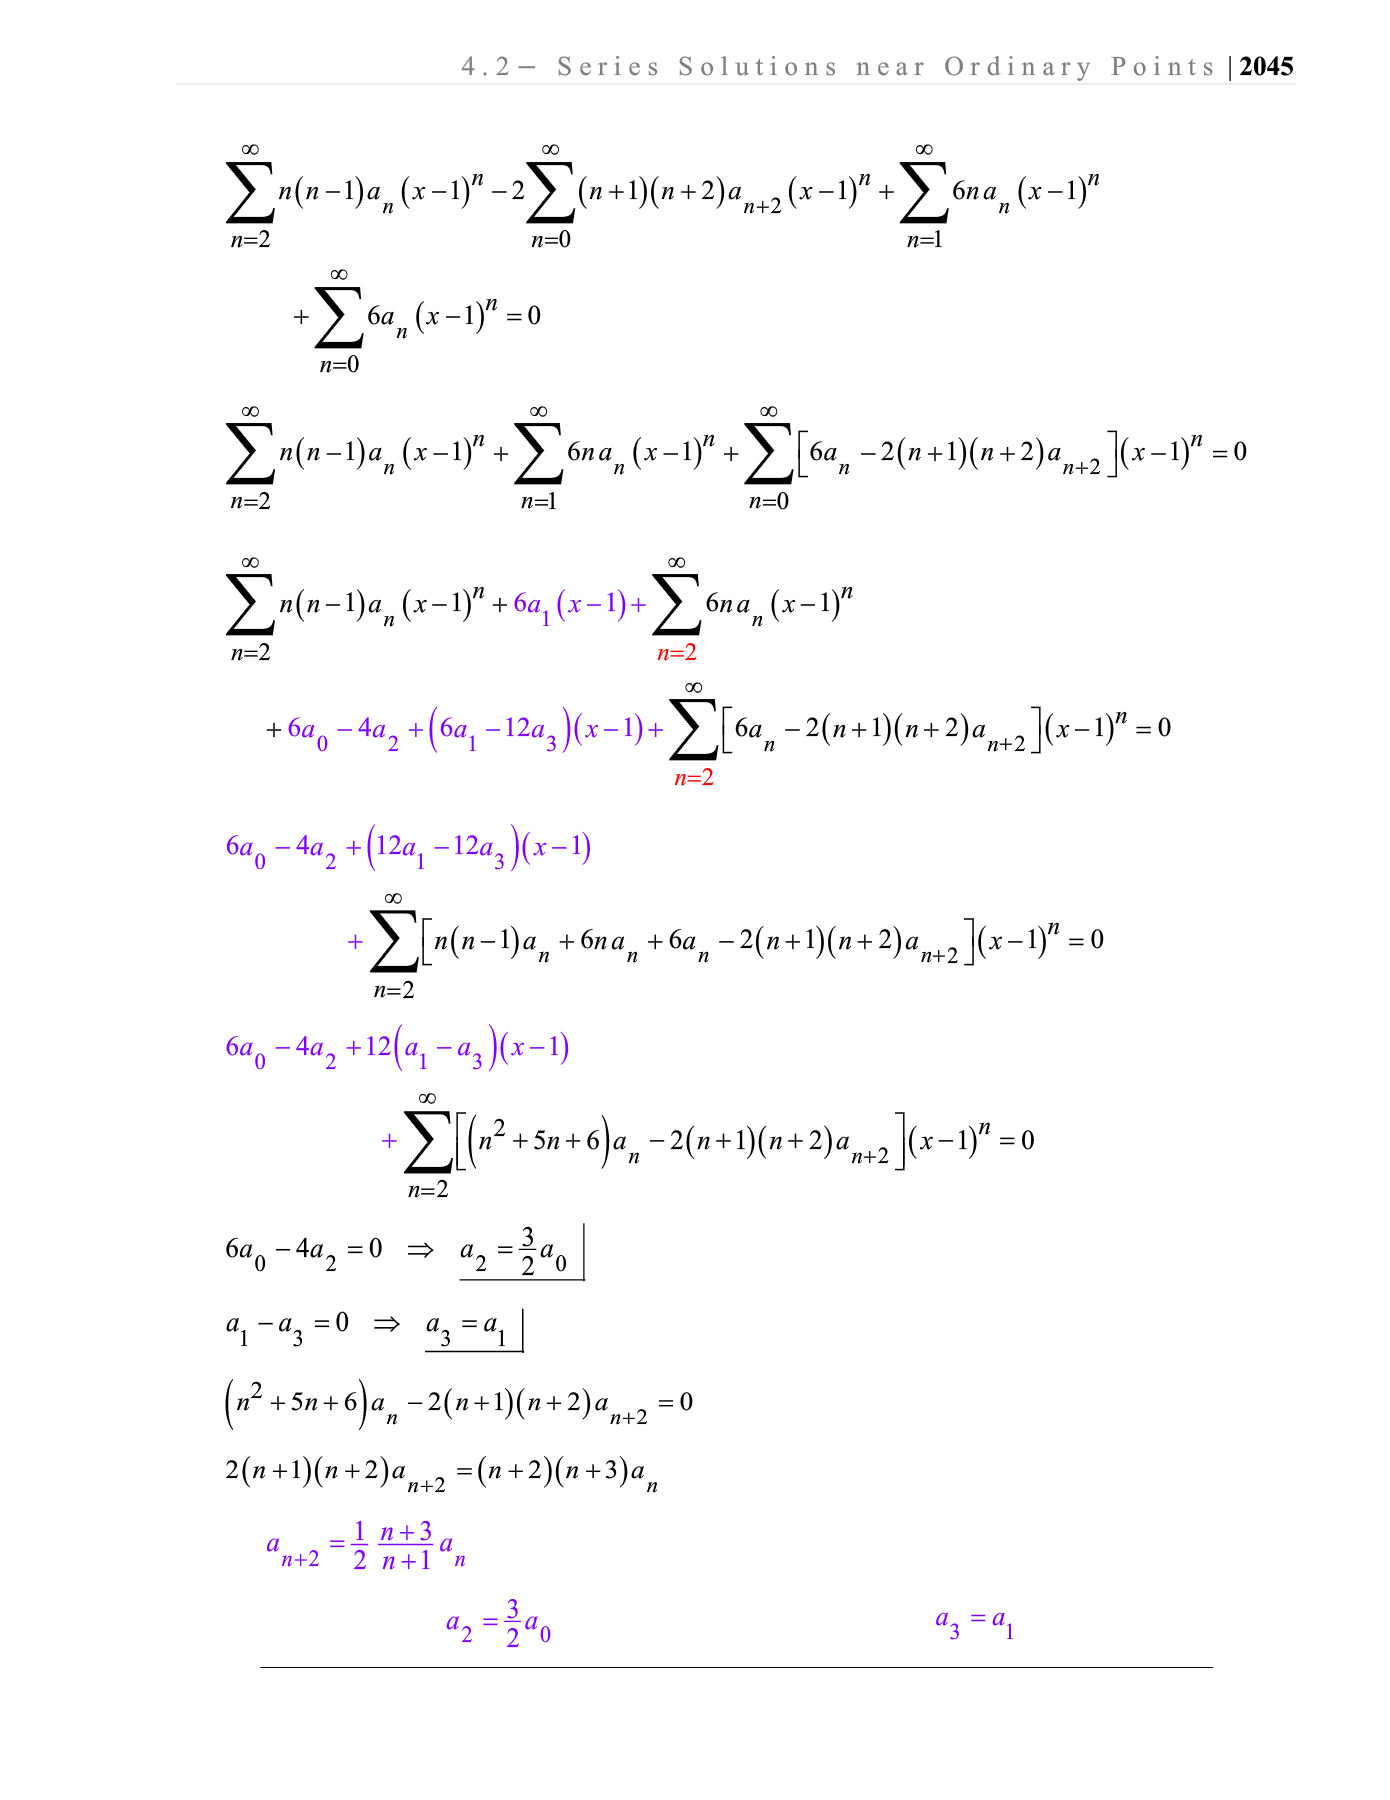 4.2− Series Solutions near Ordinary Points | 2045
$\sum_{n=2}^{\infty} n(n-1)a_n(x-1)^n - 2\sum_{n=0}^{\infty}(n+1)(n+2)a_{n+2}(x-1)^n + \sum_{n=1}^{\infty} 6na_n(x-1)^n$
$+ \sum_{n=0}^{\infty} 6a_n(x-1)^n = 0$
$\sum_{n=2}^{\infty} n(n-1)a_n(x-1)^n + \sum_{n=1}^{\infty} 6na_n(x-1)^n + \sum_{n=0}^{\infty}\left[6a_n - 2(n+1)(n+2)a_{n+2}\right](x-1)^n = 0$
$\sum_{n=2}^{\infty} n(n-1)a_n(x-1)^n + 6a_1(x-1) + \sum_{n=2}^{\infty} 6na_n(x-1)^n$
$+ 6a_0 - 4a_2 + (6a_1 - 12a_3)(x-1) + \sum_{n=2}^{\infty}\left[6a_n - 2(n+1)(n+2)a_{n+2}\right](x-1)^n = 0$
$6a_0 - 4a_2 + (12a_1 - 12a_3)(x-1)$
$+ \sum_{n=2}^{\infty}\left[n(n-1)a_n + 6na_n + 6a_n - 2(n+1)(n+2)a_{n+2}\right](x-1)^n = 0$
$6a_0 - 4a_2 + 12(a_1 - a_3)(x-1)$
$+ \sum_{n=2}^{\infty}\left[(n^2 + 5n + 6)a_n - 2(n+1)(n+2)a_{n+2}\right](x-1)^n = 0$
$6a_0 - 4a_2 = 0 \Rightarrow a_2 = \frac{3}{2}a_0$
$a_1 - a_3 = 0 \Rightarrow a_3 = a_1$
$(n^2 + 5n + 6)a_n - 2(n+1)(n+2)a_{n+2} = 0$
$2(n+1)(n+2)a_{n+2} = (n+2)(n+3)a_n$
$a_{n+2} = \frac{1}{2}\frac{n+3}{n+1}a_n$
$a_2 = \frac{3}{2}a_0$ $a_3 = a_1$